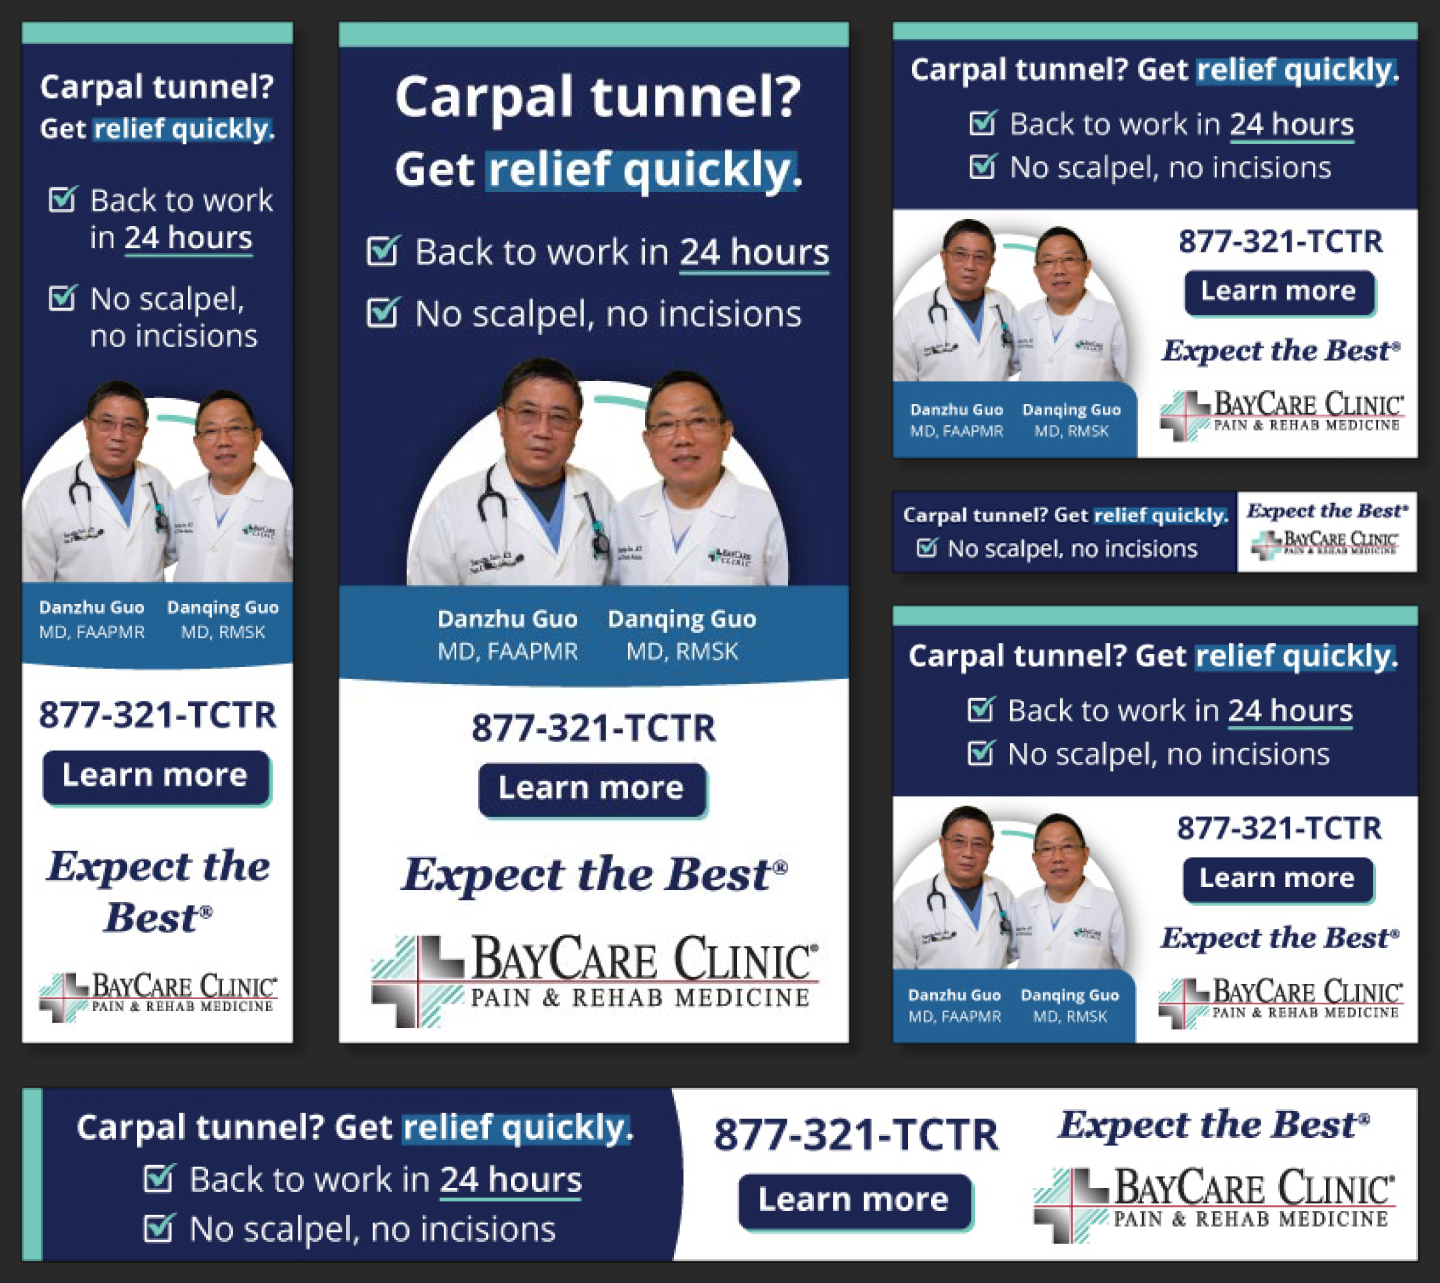 Carpal tunnel?
Get relief quickly.
Back to work
in 24 hours
No scalpel,
no incisions
BAYCARE
CLINIC
Danzhu Guo Danqing Guo
MD, FAAPMR MD, RMSK
877-321-TCTR
Learn more
Expect the
Best®
BAYCARE CLINIC®
PAIN & REHAB MEDICINE
Carpal tunnel?
Get relief quickly.
Back to work in 24 hours
No scalpel, no incisions
BAYCARE
CLINIC
Danzhu Guo Danqing Guo
MD, FAAPMR MD, RMSK
877-321-TCTR
Learn more
Expect the Best®
BAYCARE CLINIC®
PAIN & REHAB MEDICINE
Carpal tunnel? Get relief quickly.
Back to work in 24 hours
No scalpel, no incisions
877-321-TCTR
Learn more
Expect the Best®
Danzhu Guo Danqing Guo
MD, FAAPMR MD, RMSK
BAYCARE CLINIC®
PAIN & REHAB MEDICINE
Carpal tunnel? Get relief quickly.
No scalpel, no incisions
Expect the Best®
BAYCARE CLINIC®
PAIN & REHAB MEDICINE
Carpal tunnel? Get relief quickly.
Back to work in 24 hours
No scalpel, no incisions
877-321-TCTR
Learn more
Expect the Best®
Danzhu Guo Danqing Guo
MD, FAAPMR MD, RMSK
BAYCARE CLINIC®
PAIN & REHAB MEDICINE
Carpal tunnel? Get relief quickly.
Back to work in 24 hours
No scalpel, no incisions
877-321-TCTR
Learn more
Expect the Best®
BAYCARE CLINIC®
PAIN & REHAB MEDICINE